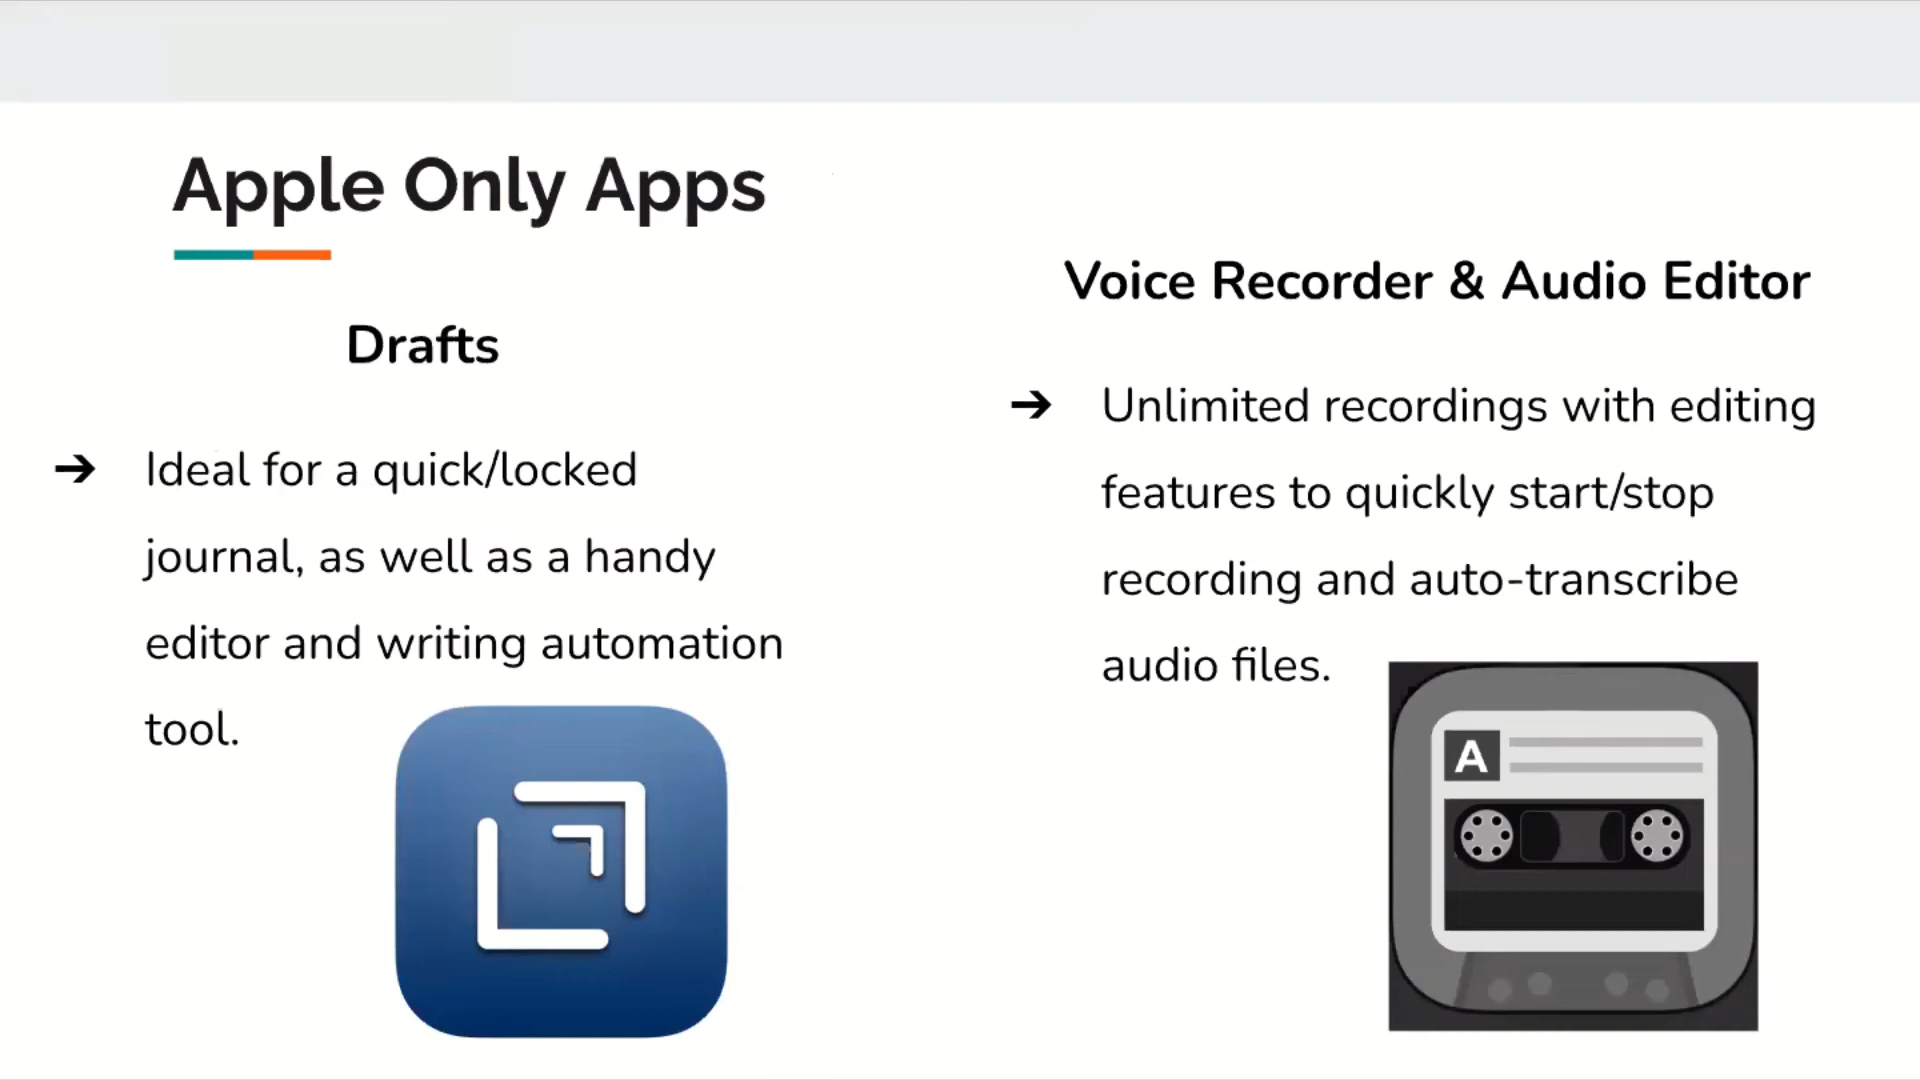 Apple Only Apps
Drafts
➔ Ideal for a quick/locked
journal, as well as a handy
editor and writing automation
tool.
Voice Recorder & Audio Editor
➔ Unlimited recordings with editing
features to quickly start/stop
recording and auto-transcribe
audio files.
A